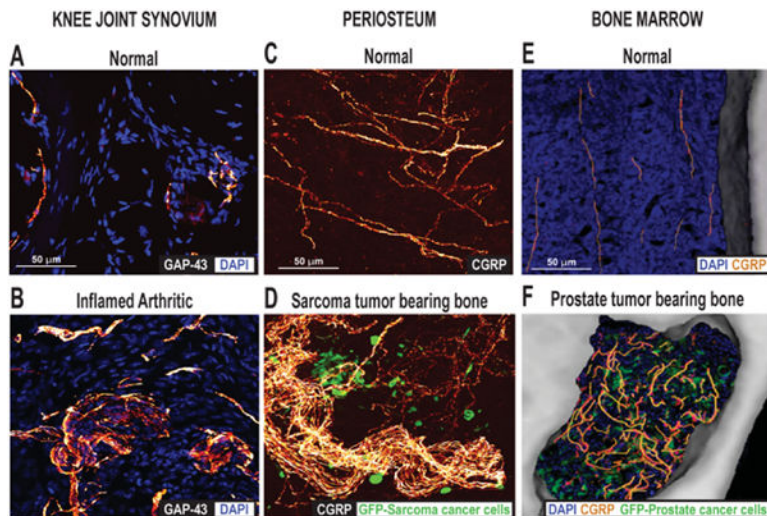 KNEE JOINT SYNOVIUM
PERIOSTEUM
BONE MARROW
A
Normal
C
Normal
E
Normal
50 µm
GAP-43 DAPI
50 µm
CGRP
DAPI CGRP
B
Inflamed Arthritic
D
Sarcoma tumor bearing bone
F
Prostate tumor bearing bone
GAP-43 DAPI
CGRP GFP-Sarcoma cancer cells
DAPI CGRP GFP-Prostate cancer cells